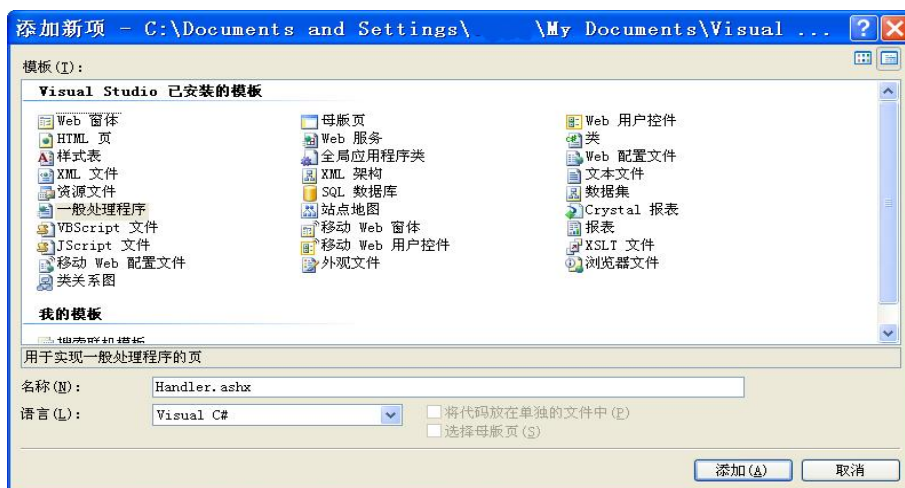 添加新项 - C:\Documents and Settings\ \My Documents\Visual ...
模板(T):
Visual Studio 已安装的模板
Web 窗体 母版页 Web 用户控件
HTML 页 Web 服务 类
样式表 全局应用程序类 Web 配置文件
XML 文件 XML 架构 文本文件
资源文件 SQL 数据库 数据集
一般处理程序 站点地图 Crystal 报表
VBScript 文件 移动 Web 窗体 报表
JScript 文件 移动 Web 用户控件 XSLT 文件
移动 Web 配置文件 外观文件 浏览器文件
类关系图
我的模板
搜索联机模板
用于实现一般处理程序的页
名称(N): Handler.ashx
语言(L): Visual C# 将代码放在单独的文件中(P)
选择母版页(S)
添加(A) 取消